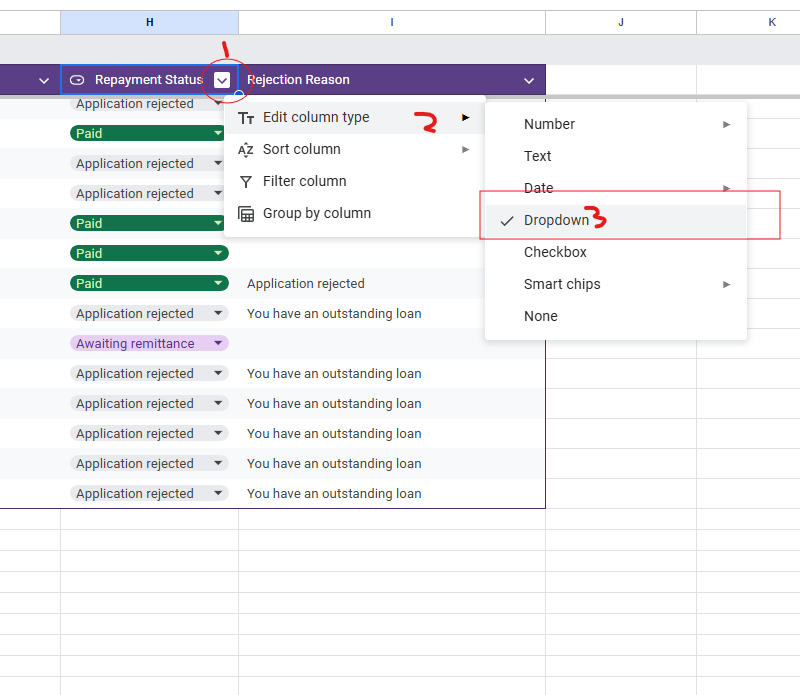 H I J K
1
Repayment Status Rejection Reason
Application rejected
Paid
Application rejected
Application rejected
Paid
Paid
Paid Application rejected
Application rejected You have an outstanding loan
Awaiting remittance
Application rejected You have an outstanding loan
Application rejected You have an outstanding loan
Application rejected You have an outstanding loan
Application rejected You have an outstanding loan
Application rejected You have an outstanding loan
Edit column type 2
Sort column
Filter column
Group by column
Number
Text
Date
Dropdown 3
Checkbox
Smart chips
None